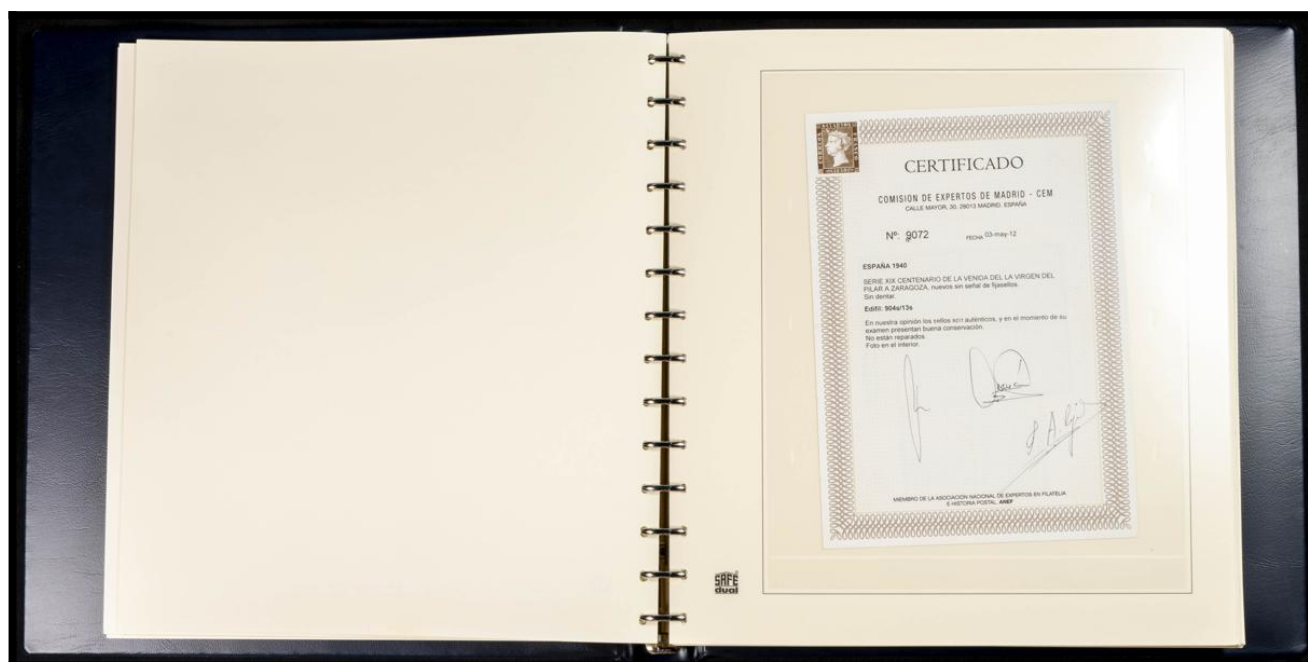 CERTIFICADO
COMISION DE EXPERTOS DE MADRID - CEM
CALLE MAYOR, 30, 28013 MADRID. ESPAÑA
Nº: 9072 FECHA 03-may-12
ESPAÑA 1940
SERIE XIX CENTENARIO DE LA VENIDA DEL LA VIRGEN DEL
PILAR A ZARAGOZA, nuevos sin señal de fijasellos.
Sin dentar.
Edifil: 904s/13s
En nuestra opinión los sellos son auténticos, y en el momento de su
examen presentan buena conservación.
No están reparados.
Foto en el interior.
MIEMBRO DE LA ASOCIACION NACIONAL DE EXPERTOS EN FILATELIA
E HISTORIA POSTAL ANEF
SAFE
dual